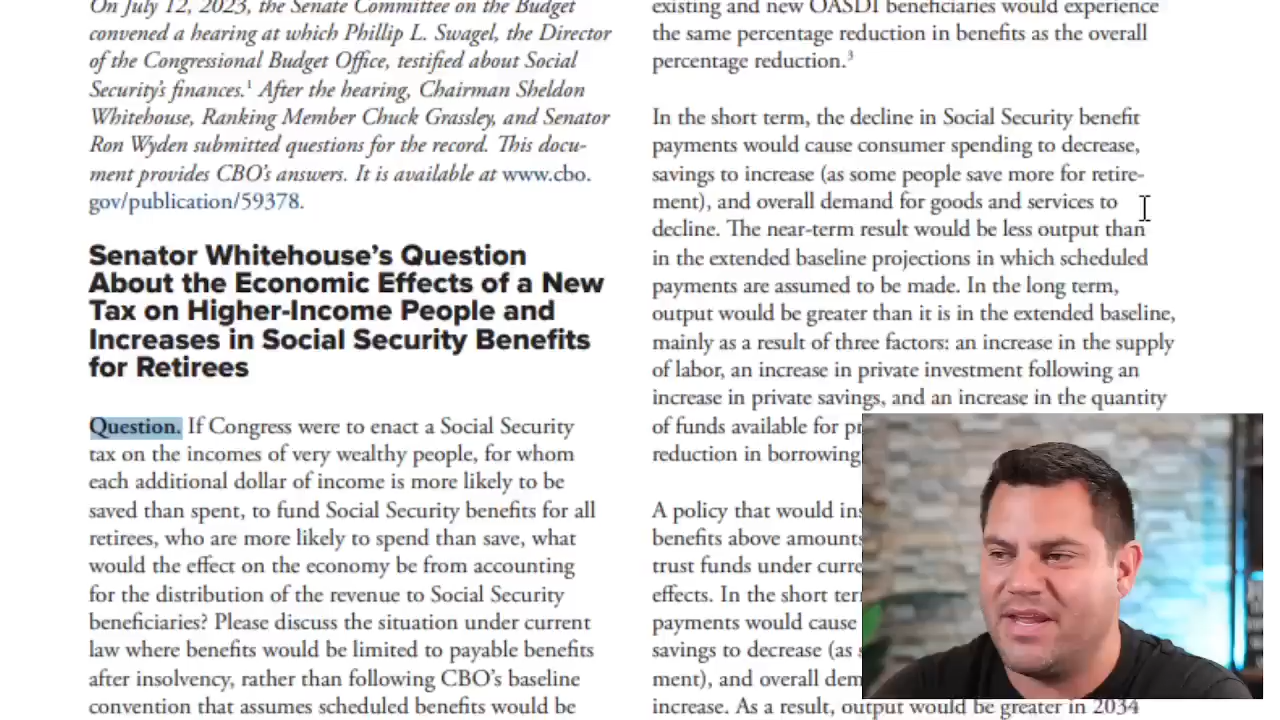 On July 12, 2023, the Senate Committee on the Budget
convened a hearing at which Phillip L. Swagel, the Director
of the Congressional Budget Office, testified about Social
Security's finances.¹ After the hearing, Chairman Sheldon
Whitehouse, Ranking Member Chuck Grassley, and Senator
Ron Wyden submitted questions for the record. This docu-
ment provides CBO's answers. It is available at www.cbo.
gov/publication/59378.
Senator Whitehouse's Question
About the Economic Effects of a New
Tax on Higher-Income People and
Increases in Social Security Benefits
for Retirees
Question. If Congress were to enact a Social Security
tax on the incomes of very wealthy people, for whom
each additional dollar of income is more likely to be
saved than spent, to fund Social Security benefits for all
retirees, who are more likely to spend than save, what
would the effect on the economy be from accounting
for the distribution of the revenue to Social Security
beneficiaries? Please discuss the situation under current
law where benefits would be limited to payable benefits
after insolvency, rather than following CBO's baseline
convention that assumes scheduled benefits would be
existing and new OASDI beneficiaries would experience
the same percentage reduction in benefits as the overall
percentage reduction.³
In the short term, the decline in Social Security benefit
payments would cause consumer spending to decrease,
savings to increase (as some people save more for retire-
ment), and overall demand for goods and services to
decline. The near-term result would be less output than
in the extended baseline projections in which scheduled
payments are assumed to be made. In the long term,
output would be greater than it is in the extended baseline,
mainly as a result of three factors: an increase in the supply
of labor, an increase in private investment following an
increase in private savings, and an increase in the quantity
of funds available for
reduction in borrowing
A policy that would
benefits above amounts
trust funds under
effects. In the short
payments would cause
savings to decrease (as
ment), and overall
increase. As a result, output would be greater in 2034